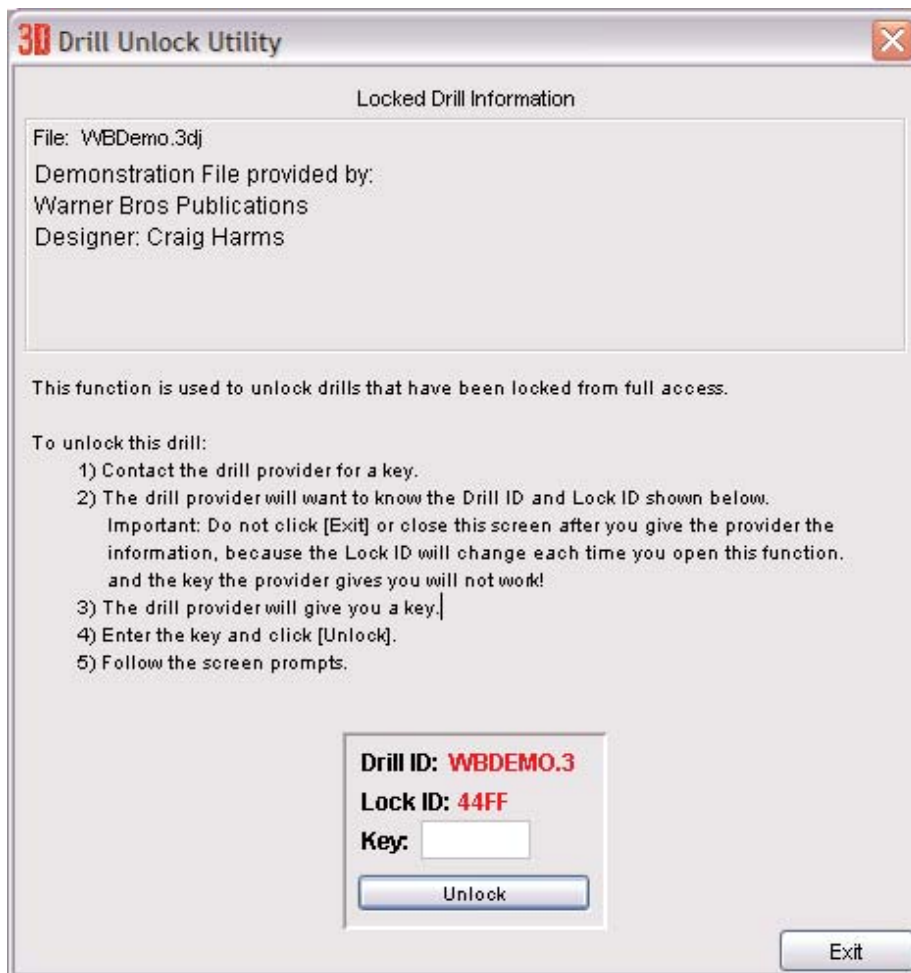 3D Drill Unlock Utility
Locked Drill Information
File: WBDemo.3dj
Demonstration File provided by:
Warner Bros Publications
Designer: Craig Harms
This function is used to unlock drills that have been locked from full access.
To unlock this drill:
1) Contact the drill provider for a key.
2) The drill provider will want to know the Drill ID and Lock ID shown below.
Important: Do not click [Exit] or close this screen after you give the provider the
information, because the Lock ID will change each time you open this function.
and the key the provider gives you will not work!
3) The drill provider will give you a key.
4) Enter the key and click [Unlock].
5) Follow the screen prompts.
Drill ID: WBDEMO.3
Lock ID: 44FF
Key:
Unlock
Exit